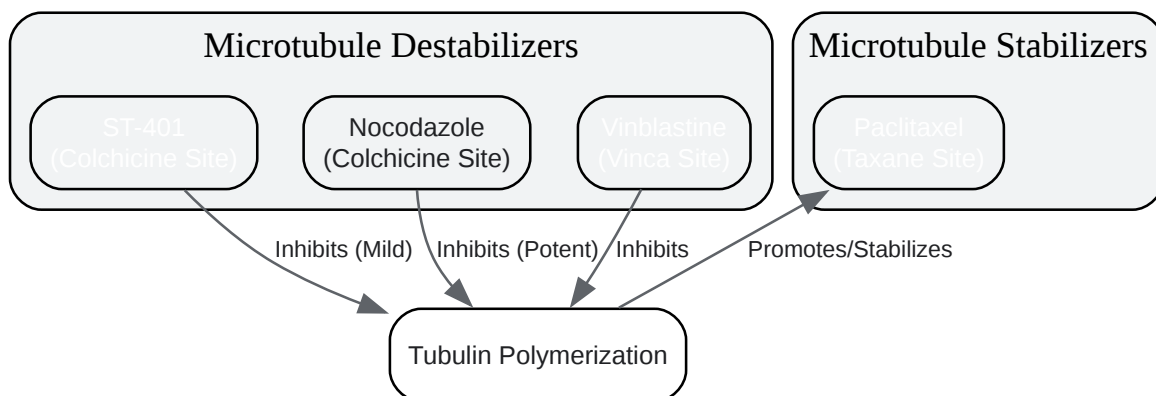 Microtubule Destabilizers
Microtubule Stabilizers
ST-401
(Colchicine Site)
Nocodazole
(Colchicine Site)
Vinblastine
(Vinca Site)
Paclitaxel
(Taxane Site)
Inhibits (Mild)
Inhibits (Potent)
Inhibits
Promotes/Stabilizes
Tubulin Polymerization